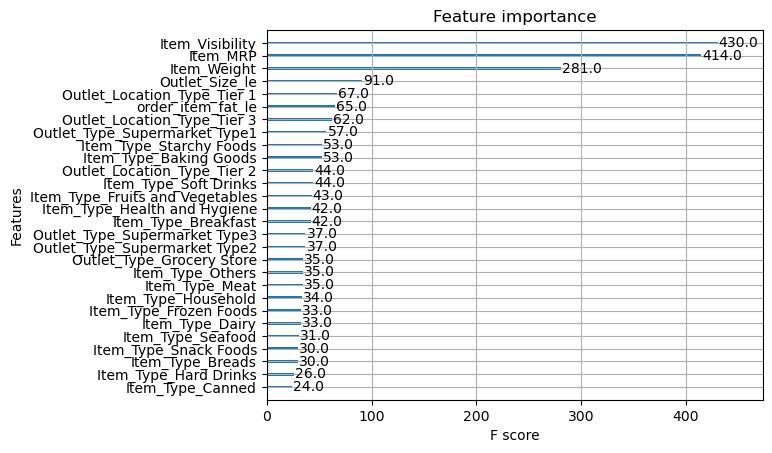 Feature importance
Item_Visibility 430.0
Item_MRP 414.0
Item_Weight 281.0
Outlet_Size_le 91.0
Outlet_Location_Type_Tier 1 67.0
order_item_fat_le 65.0
Outlet_Location_Type_Tier 3 62.0
Outlet_Type_Supermarket Type1 57.0
Item_Type_Starchy Foods 53.0
Item_Type_Baking Goods 53.0
Outlet_Location_Type_Tier 2 44.0
Item_Type_Soft Drinks 44.0
Item_Type_Fruits and Vegetables 43.0
Item_Type_Health and Hygiene 42.0
Item_Type_Breakfast 42.0
Outlet_Type_Supermarket Type3 37.0
Outlet_Type_Supermarket Type2 37.0
Outlet_Type_Grocery Store 35.0
Item_Type_Others 35.0
Item_Type_Meat 35.0
Item_Type_Household 34.0
Item_Type_Frozen Foods 33.0
Item_Type_Dairy 33.0
Item_Type_Seafood 31.0
Item_Type_Snack Foods 30.0
Item_Type_Breads 30.0
Item_Type_Hard Drinks 26.0
Item_Type_Canned 24.0
Features
0 100 200 300 400
F score